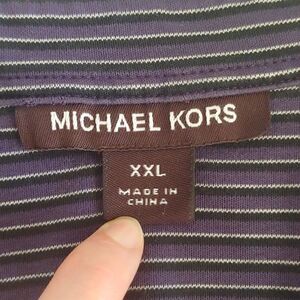 MICHAEL KORS
XXL
MADE IN
CHINA